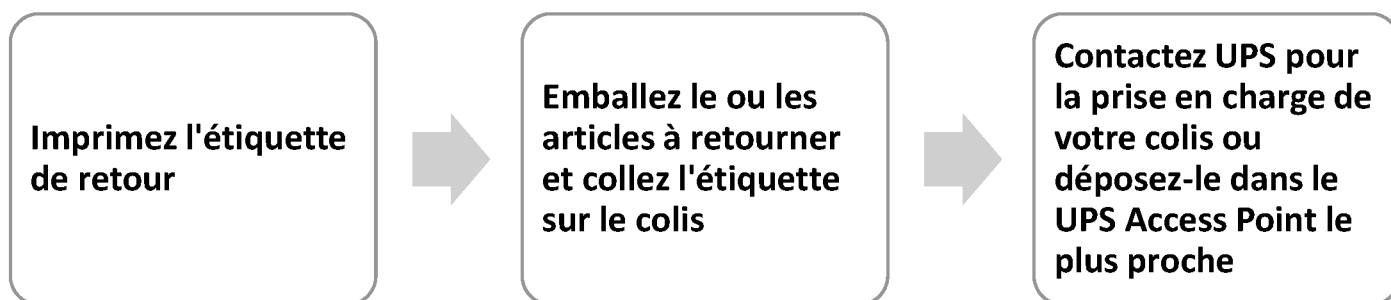 Imprimez l'étiquette
de retour
Emballez le ou les
articles à retourner
et collez l'étiquette
sur le colis
Contactez UPS pour
la prise en charge de
votre colis ou
déposez-le dans le
UPS Access Point le
plus proche